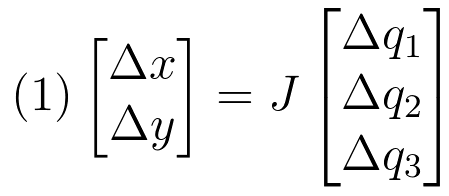 (1) [Δx Δy] = J [Δq₁ Δq₂ Δq₃]